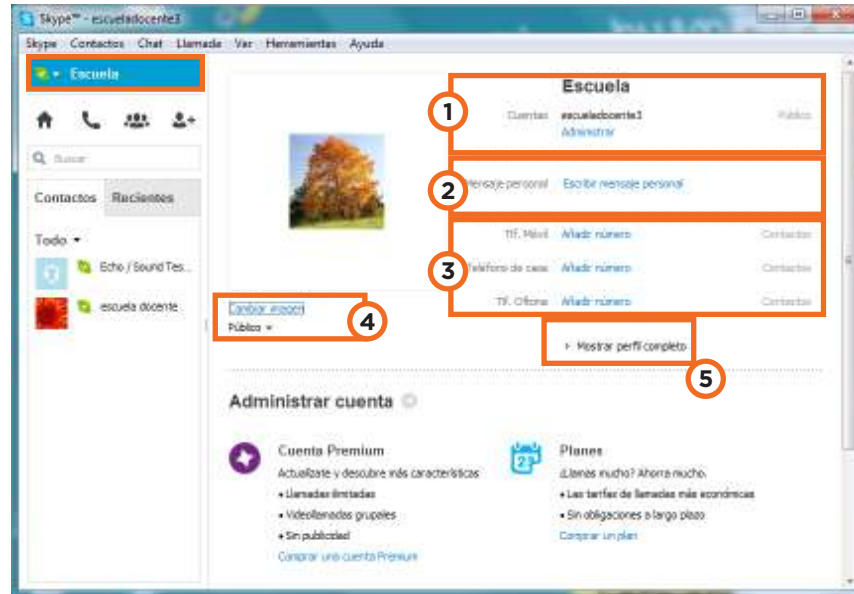 Skype™ - escueladocente3
Skype Contactos Chat Llamada Ver Herramientas Ayuda
Escuela
Buscar
Contactos Recientes
Todo
Echo / Sound Tes...
escuela docente
Escuela
1
Cuentas escueladocente3 Público
Administrar
2
Mensaje personal Escribir mensaje personal
3
Tlf. Móvil Añadir número Contactos
Teléfono de casa Añadir número Contactos
Tlf. Oficina Añadir número Contactos
Cambiar imagen
4
Público
Mostrar perfil completo
5
Administrar cuenta
Cuenta Premium
Actualízate y descubre más características
• Llamadas ilimitadas
• Videollamadas grupales
• Sin publicidad
Comprar una cuenta Premium
23
Planes
¿Llamas mucho? Ahorra mucho.
• Las tarifas de llamadas más económicas
• Sin obligaciones a largo plazo
Comprar un plan